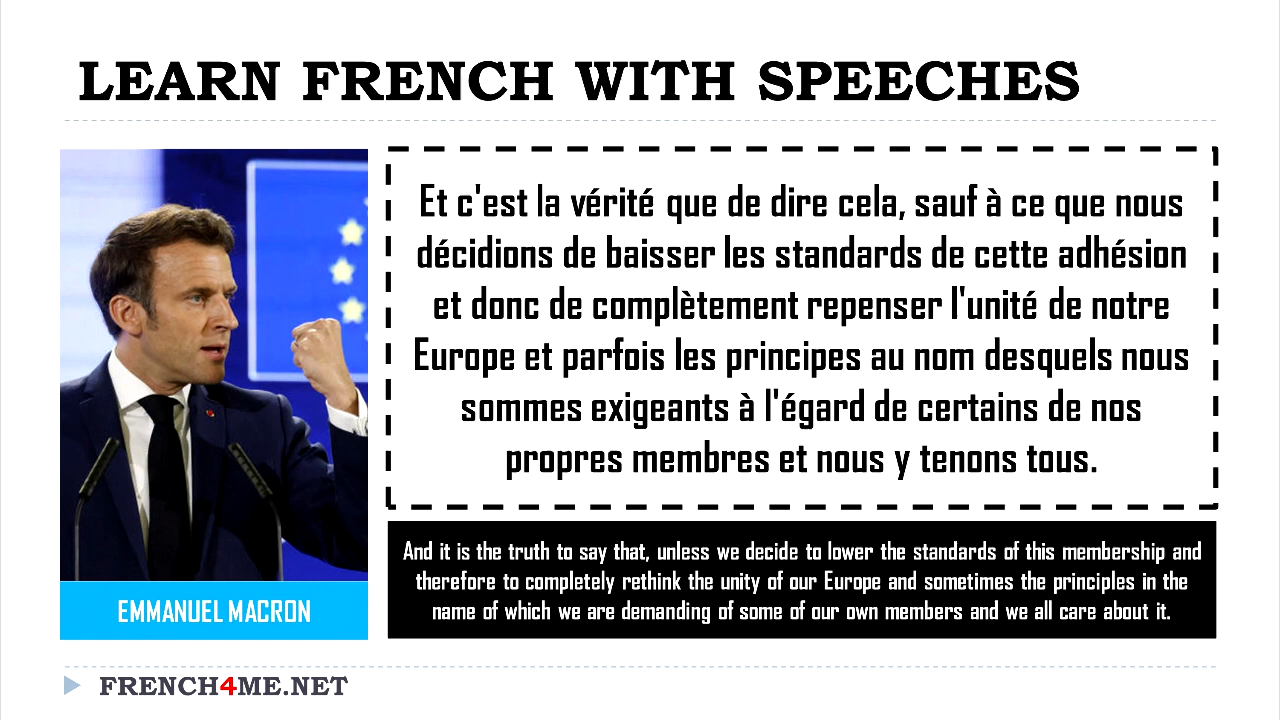 LEARN FRENCH WITH SPEECHES
Et c'est la vérité que de dire cela, sauf à ce que nous
décidions de baisser les standards de cette adhésion
et donc de complètement repenser l'unité de notre
Europe et parfois les principes au nom desquels nous
sommes exigeants à l'égard de certains de nos
propres membres et nous y tenons tous.
And it is the truth to say that, unless we decide to lower the standards of this membership and
therefore to completely rethink the unity of our Europe and sometimes the principles in the
name of which we are demanding of some of our own members and we all care about it.
EMMANUEL MACRON
FRENCH4ME.NET